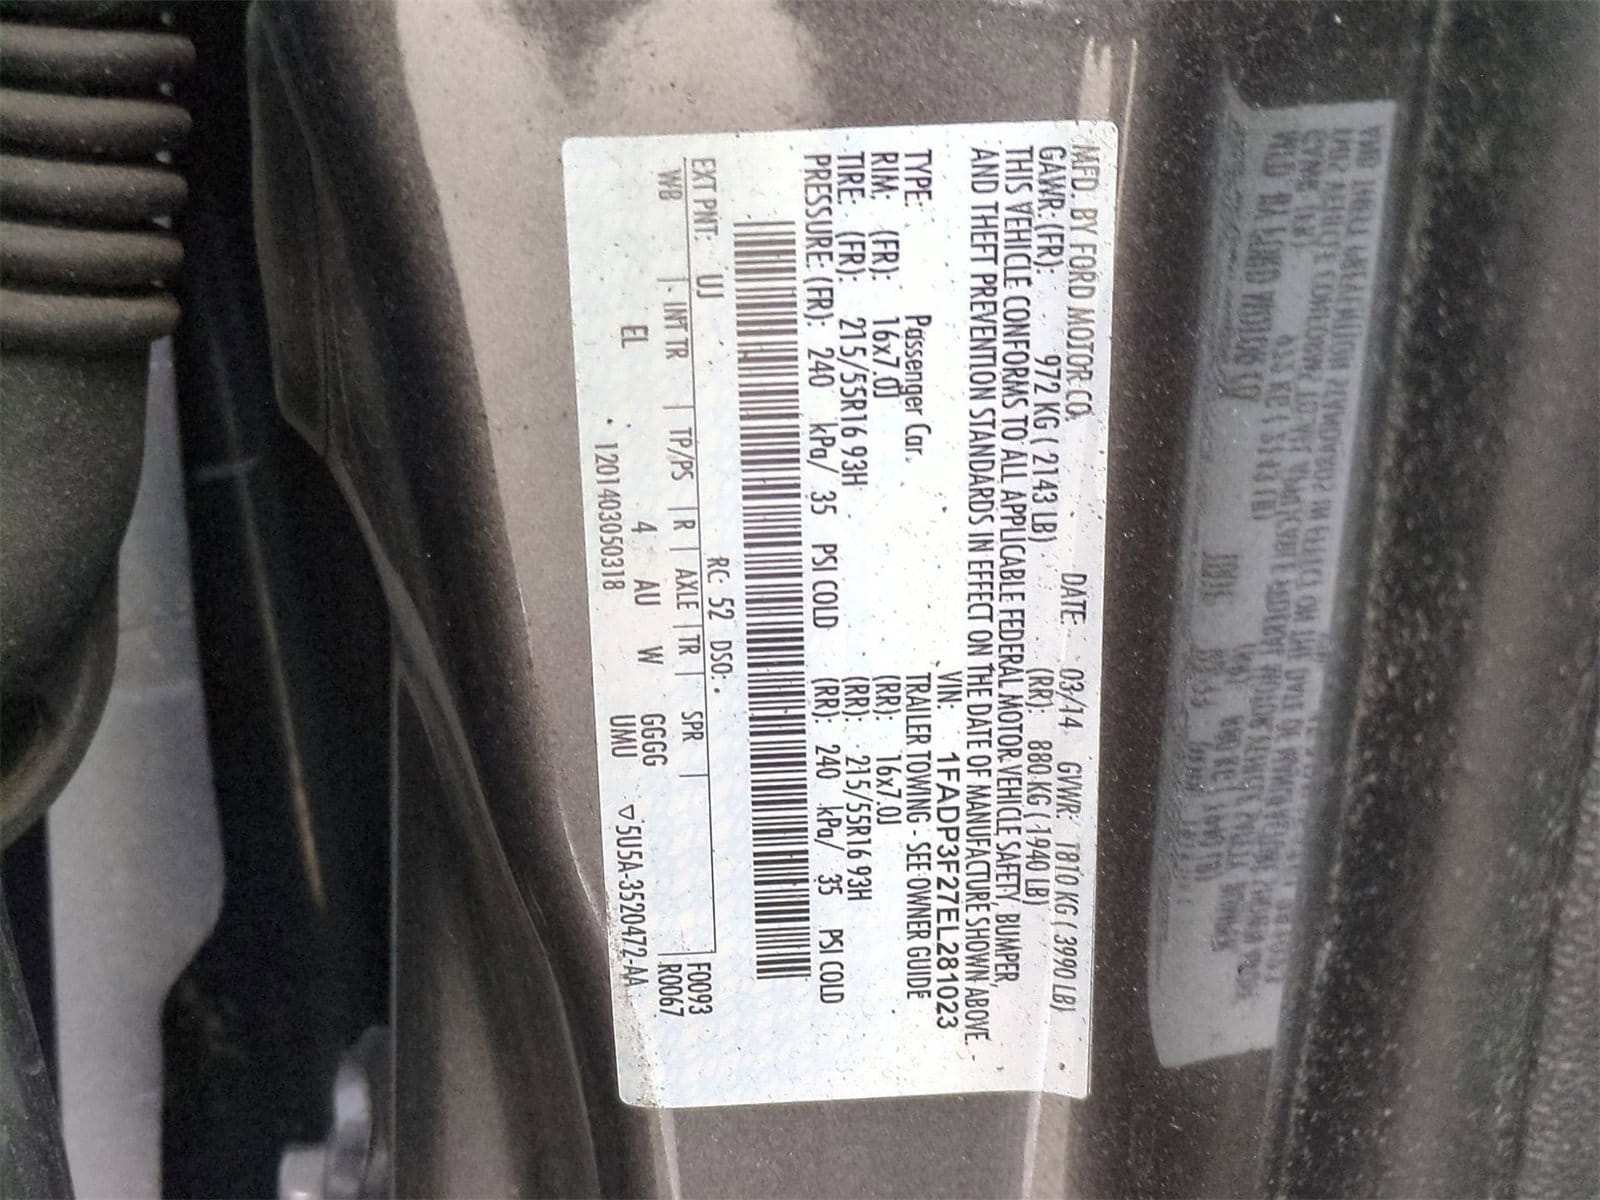 MFD. BY FORD MOTOR CO. DATE: 03/14 GVWR: 1810 KG ( 3990 LB)
GAWR: (FR): 972 KG ( 2143 LB) (RR): 880 KG ( 1940 LB)
THIS VEHICLE CONFORMS TO ALL APPLICABLE FEDERAL MOTOR VEHICLE SAFETY, BUMPER,
AND THEFT PREVENTION STANDARDS IN EFFECT ON THE DATE OF MANUFACTURE SHOWN ABOVE.
VIN: 1FADP3F27EL281023
TYPE: Passenger Car. TRAILER TOWING - SEE OWNER GUIDE
RIM: (FR): 16x7.0J (RR): 16x7.0J
TIRE: (FR): 215/55R16 93H (RR): 215/55R16 93H
PRESSURE: (FR): 240 kPa/ 35 PSI COLD (RR): 240 kPa/ 35 PSI COLD
EXT PNT: UJ RC: 52 DSO: F0093
WB | INT TR | TP/PS | R | AXLE | TR | SPR | R0067
EL 4 AU W GGGG
UMU ▽5U5A-3520472-AA
120140305031​8